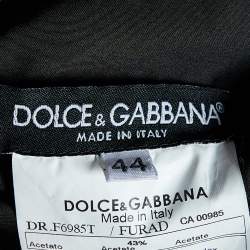 DOLCE & GABBANA®
MADE IN ITALY
44
DOLCE & GABBANA
Made in Italy
DR.F6985T / FURAD CA 00985
Acetato 43% Acetate